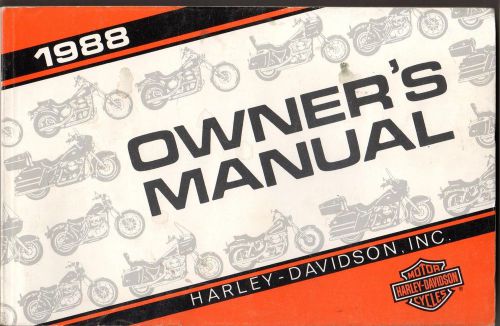 1988
OWNER'S
MANUAL
HARLEY-DAVIDSON, INC.
MOTOR
HARLEY-DAVIDSON
CYCLES